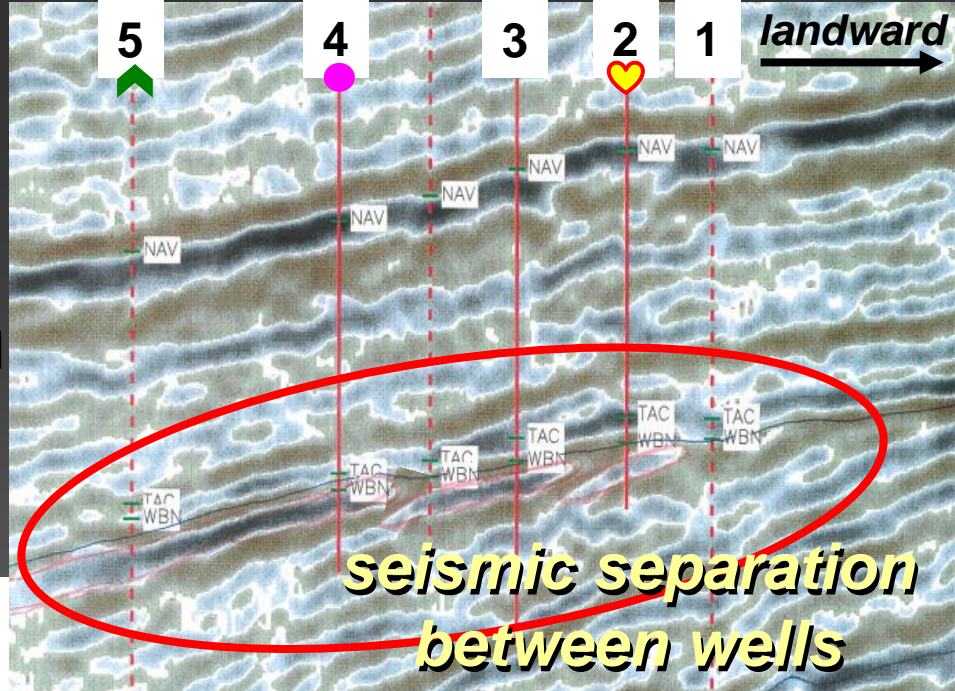 5 4 3 2 1 landward
NAV NAV
NAV
NAV
NAV
NAV
TAC TAC
WBN WBN
TAC
WBN
TAC
WBN
TAC
WBN
TAC
WBN
seismic separation
between wells